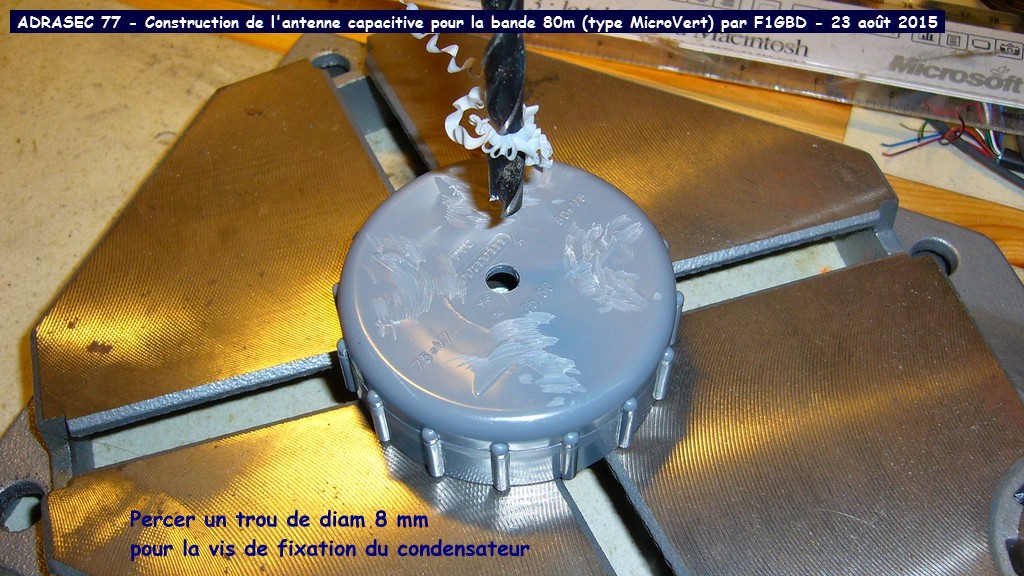 ADRASEC 77 - Construction de l'antenne capacitive pour la bande 80m (type MicroVert) par F1GBD - 23 août 2015
Macintosh
Microsoft
Percer un trou de diam 8 mm
pour la vis de fixation du condensateur